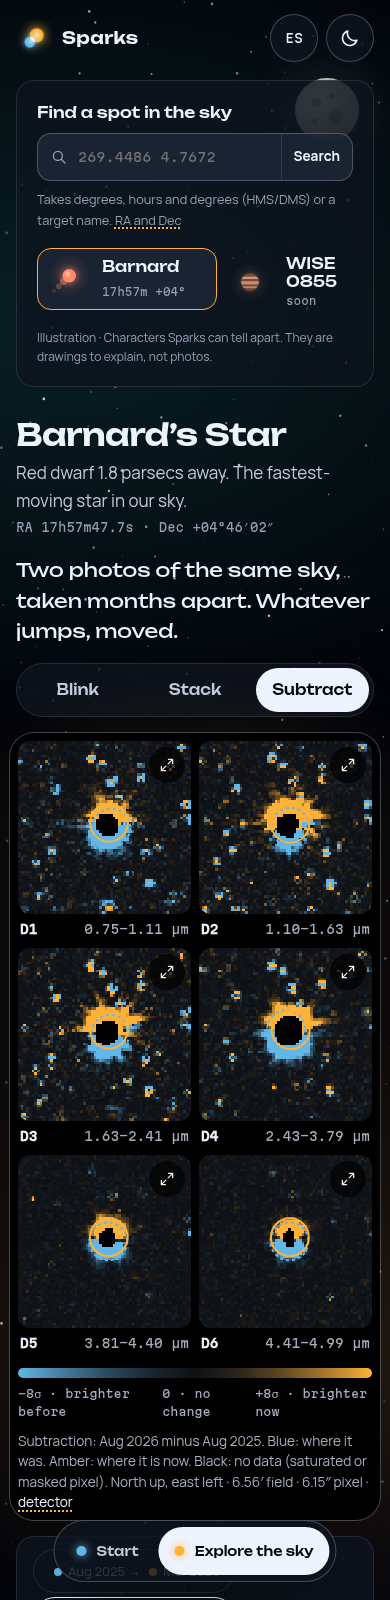 Sparks
ES
Find a spot in the sky
269.4486 4.7672
Search
Takes degrees, hours and degrees (HMS/DMS) or a
target name. RA and Dec
Barnard
17h57m +04°
WISE
0855
soon
Illustration · Characters Sparks can tell apart. They are
drawings to explain, not photos.
Barnard's Star
Red dwarf 1.8 parsecs away. The fastest-
moving star in our sky.
RA 17h57m47.7s · Dec +04°46′02″
Two photos of the same sky,
taken months apart. Whatever
jumps, moved.
Blink
Stack
Subtract
D1 0.75–1.11 µm
D2 1.10–1.63 µm
D3 1.63–2.41 µm
D4 2.43–3.79 µm
D5 3.81–4.40 µm
D6 4.41–4.99 µm
−8σ · brighter
before
0 · no
change
+8σ · brighter
now
Subtraction: Aug 2026 minus Aug 2025. Blue: where it
was. Amber: where it is now. Black: no data (saturated or
masked pixel). North up, east left · 6.56′ field · 6.15″ pixel ·
detector
Start
Explore the sky
Aug 2025 →